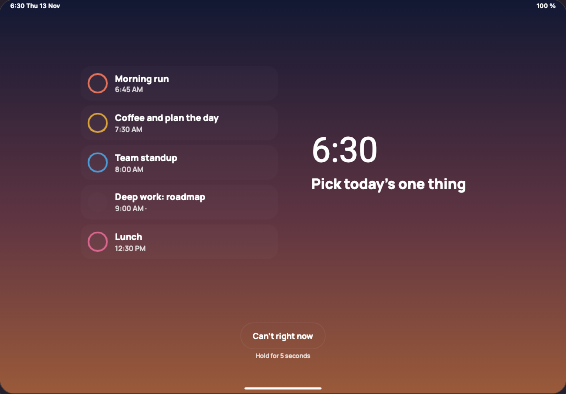 6:30 Thu 13 Nov
100 %
Morning run
6:45 AM
Coffee and plan the day
7:30 AM
Team standup
8:00 AM
Deep work: roadmap
9:00 AM-
Lunch
12:30 PM
6:30
Pick today's one thing
Can't right now
Hold for 5 seconds